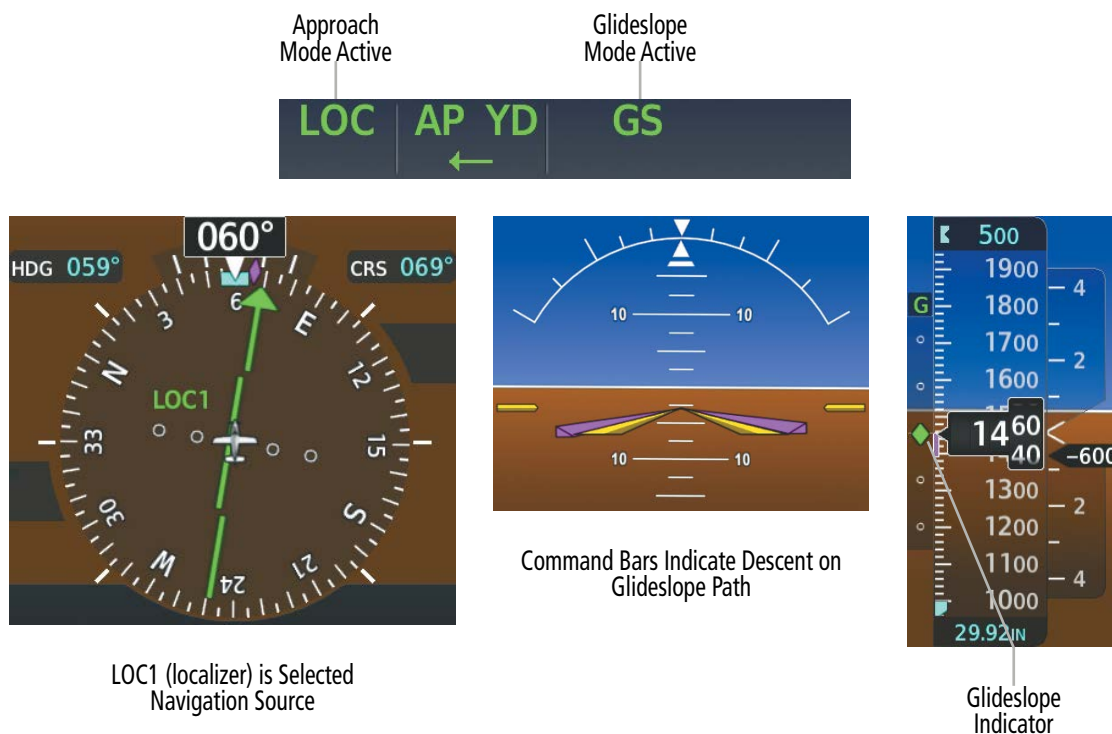 Approach
Mode Active
Glideslope
Mode Active
LOC AP YD GS
060°
HDG 059°
CRS 069°
N 3 6 E 12 15 S 21 24 W 30 33
LOC1
10 10
10 10
500
1900
1800
1700
1600
1460
40
1300
1200
1100
1000
29.92IN
G
4
2
-600
2
4
Command Bars Indicate Descent on
Glideslope Path
LOC1 (localizer) is Selected
Navigation Source
Glideslope
Indicator